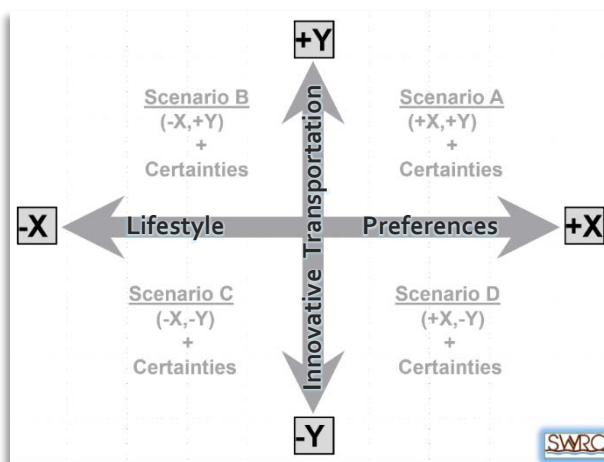 +Y
Scenario B
(-X,+Y)
+
Certainties
Scenario A
(+X,+Y)
+
Certainties
Innovative Transportation
-X
Lifestyle Preferences
+X
Scenario C
(-X,-Y)
+
Certainties
Scenario D
(+X,-Y)
+
Certainties
-Y
SWRC